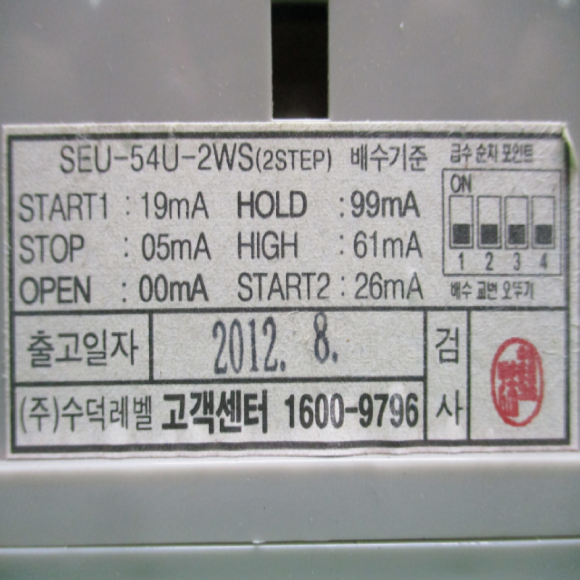 SEU-54U-2WS(2STEP) 배수기준
급수 순차 포인트
START1 : 19mA HOLD : 99mA
ON
STOP : 05mA HIGH : 61mA
1 2 3 4
OPEN : 00mA START2 : 26mA
배수 교번 오뚜기
출고일자 2012. 8. 검사
(주)수덕레벨 고객센터 1600-9796